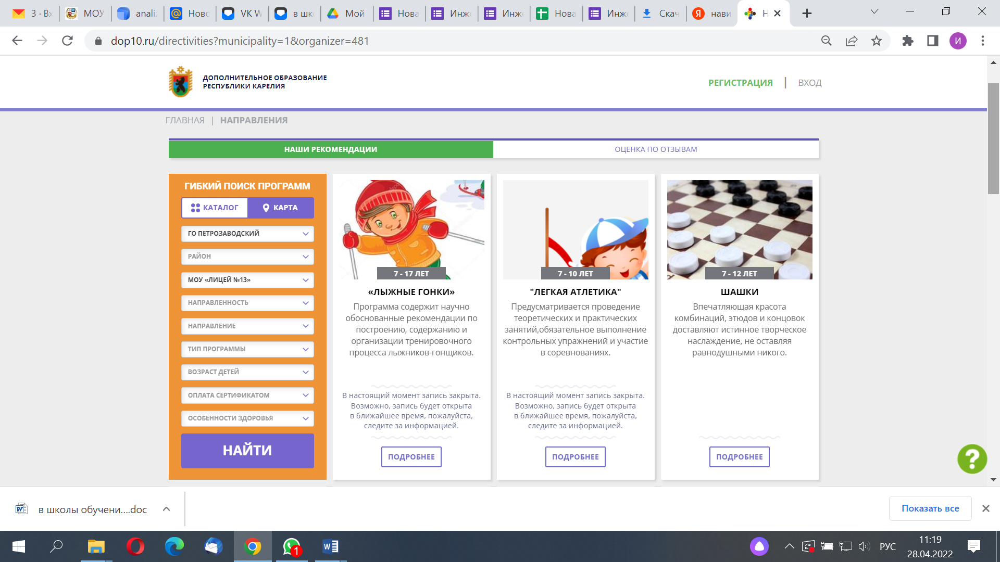 3 · Вх
МОУ
analiz
Ново
VK W
в шко
Мой
Нова
Инже
Инже
Нова
Инже
Скач
нави
Н
dop10.ru/directivities?municipality=1&organizer=481
И
ДОПОЛНИТЕЛЬНОЕ ОБРАЗОВАНИЕ
РЕСПУБЛИКИ КАРЕЛИЯ
РЕГИСТРАЦИЯ | ВХОД
ГЛАВНАЯ | НАПРАВЛЕНИЯ
НАШИ РЕКОМЕНДАЦИИ
ОЦЕНКА ПО ОТЗЫВАМ
ГИБКИЙ ПОИСК ПРОГРАММ
КАТАЛОГ
КАРТА
ГО ПЕТРОЗАВОДСКИЙ
РАЙОН
МОУ «ЛИЦЕЙ №13»
НАПРАВЛЕННОСТЬ
НАПРАВЛЕНИЕ
ТИП ПРОГРАММЫ
ВОЗРАСТ ДЕТЕЙ
ОПЛАТА СЕРТИФИКАТОМ
ОСОБЕННОСТИ ЗДОРОВЬЯ
НАЙТИ
7 - 17 ЛЕТ
«ЛЫЖНЫЕ ГОНКИ»
Программа содержит научно
обоснованные рекомендации по
построению, содержанию и
организации тренировочного
процесса лыжников-гонщиков.
В настоящий момент запись закрыта.
Возможно, запись будет открыта
в ближайшее время, пожалуйста,
следите за информацией.
ПОДРОБНЕЕ
7 - 10 ЛЕТ
"ЛЕГКАЯ АТЛЕТИКА"
Предусматривается проведение
теоретических и практических
занятий,обязательное выполнение
контрольных упражнений и участие
в соревнованиях.
В настоящий момент запись закрыта.
Возможно, запись будет открыта
в ближайшее время, пожалуйста,
следите за информацией.
ПОДРОБНЕЕ
7 - 12 ЛЕТ
ШАШКИ
Впечатляющая красота
комбинаций, этюдов и концовок
доставляют истинное творческое
наслаждение, не оставляя
равнодушными никого.
ПОДРОБНЕЕ
?
в школы обучени....doc
Показать все
1
РУС
11:19
28.04.2022